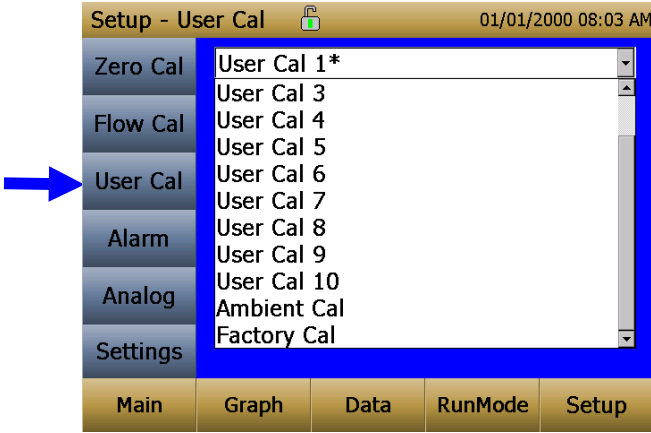 Setup - User Cal 01/01/2000 08:03 AM
Zero Cal
Flow Cal
User Cal
Alarm
Analog
Settings
User Cal 1*
User Cal 3
User Cal 4
User Cal 5
User Cal 6
User Cal 7
User Cal 8
User Cal 9
User Cal 10
Ambient Cal
Factory Cal
Main Graph Data RunMode Setup